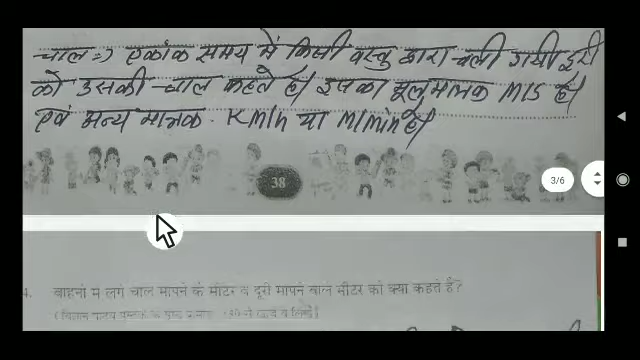 चाल => एकांक समय में किसी वस्तु द्वारा चली गयी दूरी
को उसकी चाल कहते है। इसका मूल मात्रक M/S है।
एवं अन्य मात्रक. Km/h या M/min है।
38
3/6
4. वाहनों में लगे चाल मापने के मीटर व दूरी मापने वाले मीटर को क्या कहते हैं?